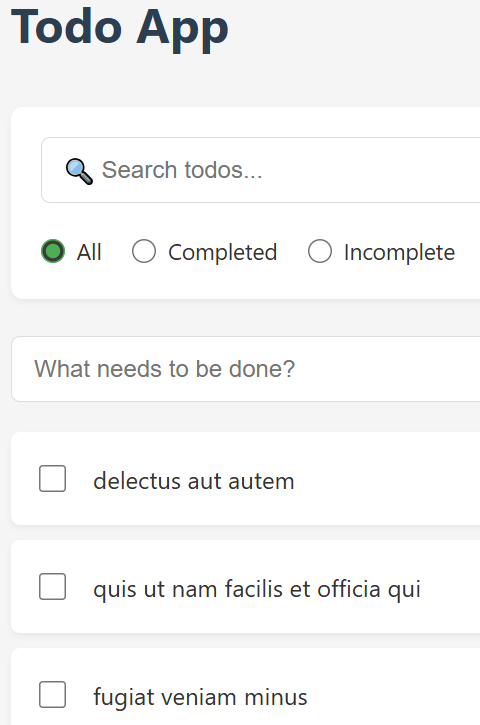 Todo App
🔍 Search todos...
All Completed Incomplete
What needs to be done?
delectus aut autem
quis ut nam facilis et officia qui
fugiat veniam minus